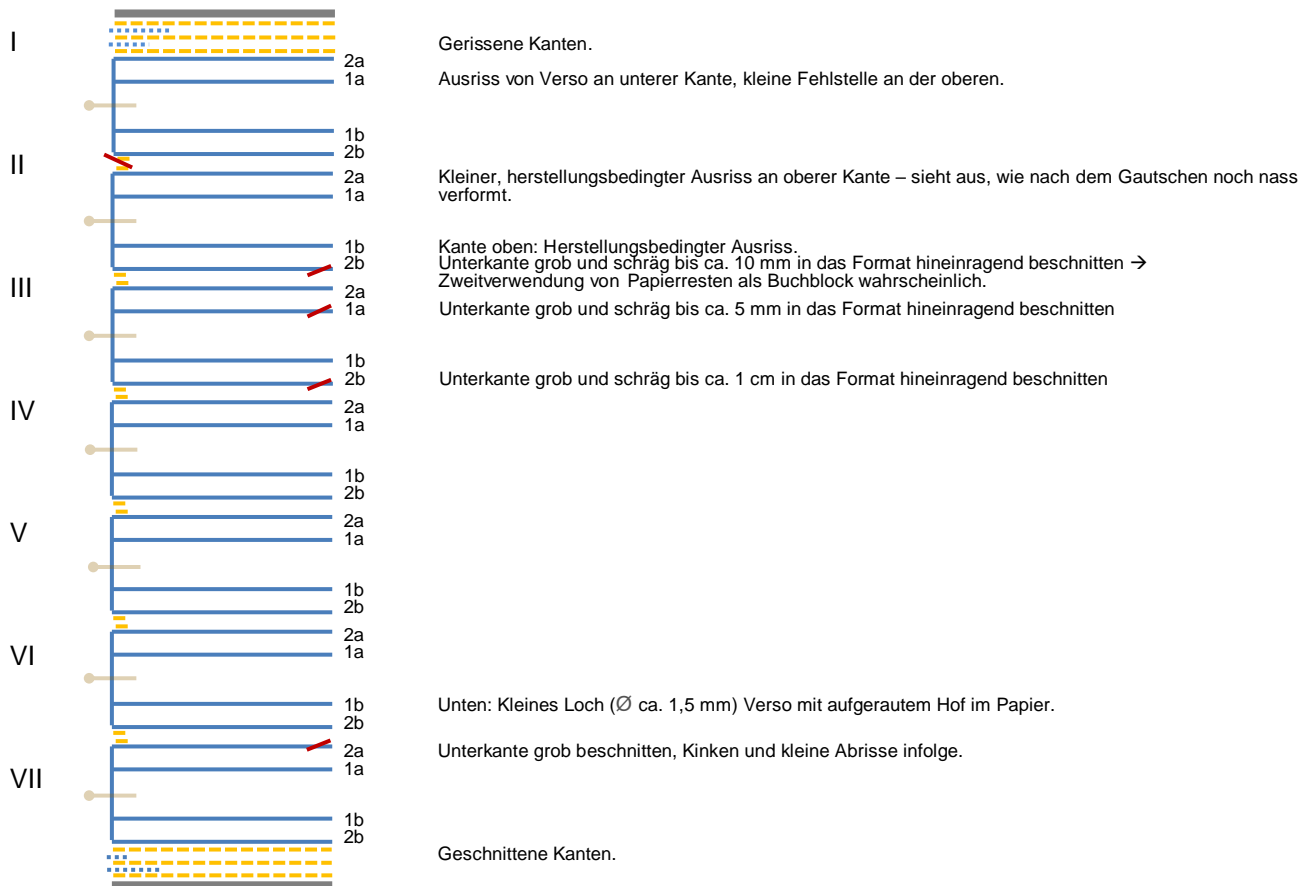 I
Gerissene Kanten.
2a
1a Ausriss von Verso an unterer Kante, kleine Fehlstelle an der oberen.
1b
2b
II
2a Kleiner, herstellungsbedingter Ausriss an oberer Kante – sieht aus, wie nach dem Gautschen noch nass
1a verformt.
1b Kante oben: Herstellungsbedingter Ausriss.
2b Unterkante grob und schräg bis ca. 10 mm in das Format hineinragend beschnitten →
Zweitverwendung von Papierresten als Buchblock wahrscheinlich.
III
2a
1a Unterkante grob und schräg bis ca. 5 mm in das Format hineinragend beschnitten
1b
2b Unterkante grob und schräg bis ca. 1 cm in das Format hineinragend beschnitten
IV
2a
1a
1b
2b
V
2a
1a
1b
2b
VI
2a
1a
1b Unten: Kleines Loch (Ø ca. 1,5 mm) Verso mit aufgerautem Hof im Papier.
2b
2a Unterkante grob beschnitten, Kinken und kleine Abrisse infolge.
1a
VII
1b
2b
Geschnittene Kanten.